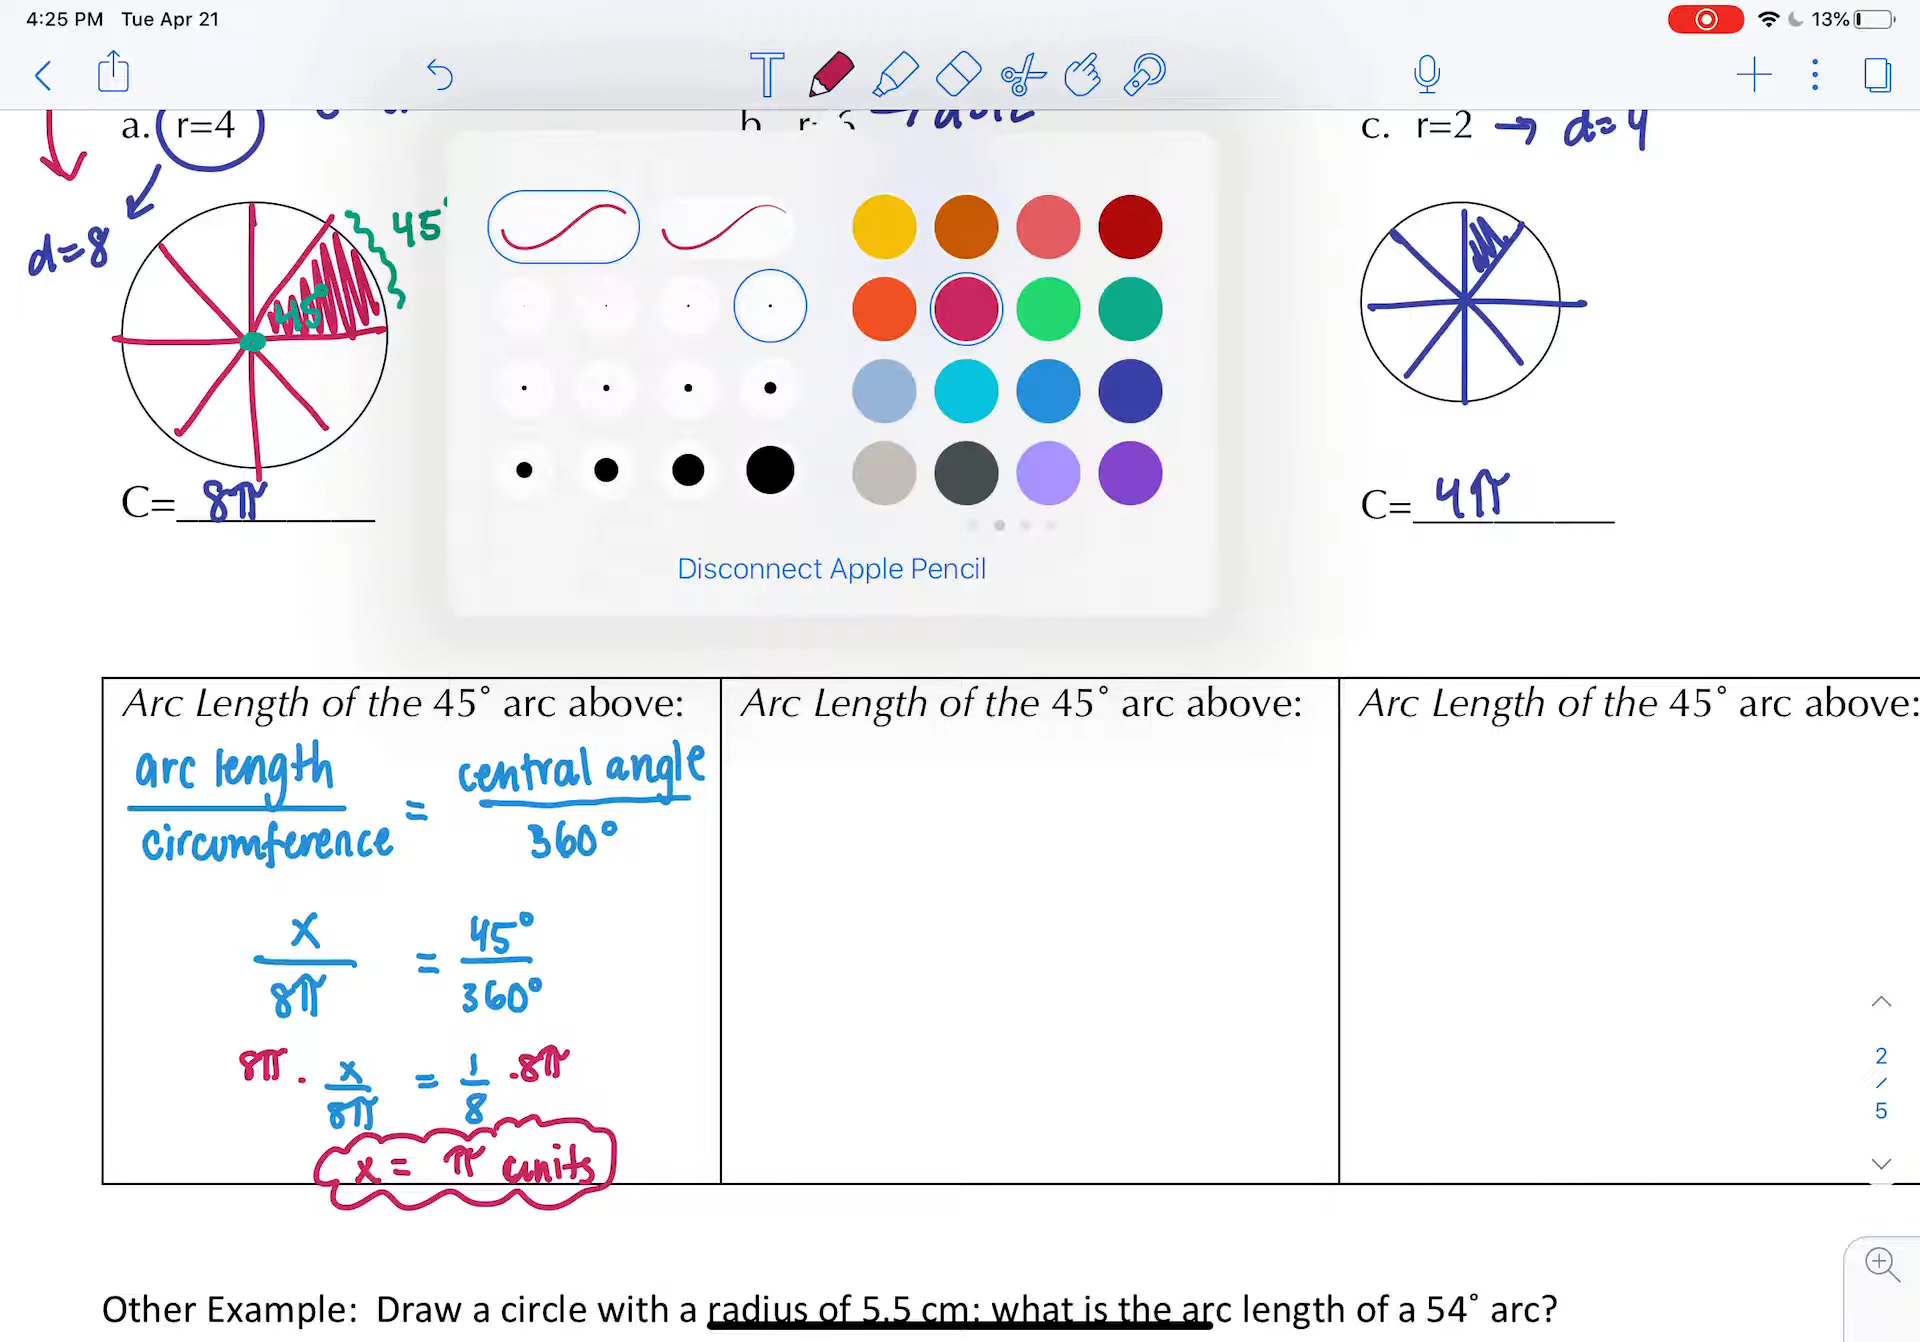 4:25 PM Tue Apr 21
13%
a. r=4
c. r=2 → d=4
d=8
45°
45°
C= 8π
C= 4π
Disconnect Apple Pencil
Arc Length of the 45° arc above:
Arc Length of the 45° arc above:
Arc Length of the 45° arc above:
arc length
circumference
=
central angle
360°
x
8π
=
45°
360°
8π · x/8π = 1/8 · 8π
x = π units
2
/
5
Other Example: Draw a circle with a radius of 5.5 cm: what is the arc length of a 54° arc?